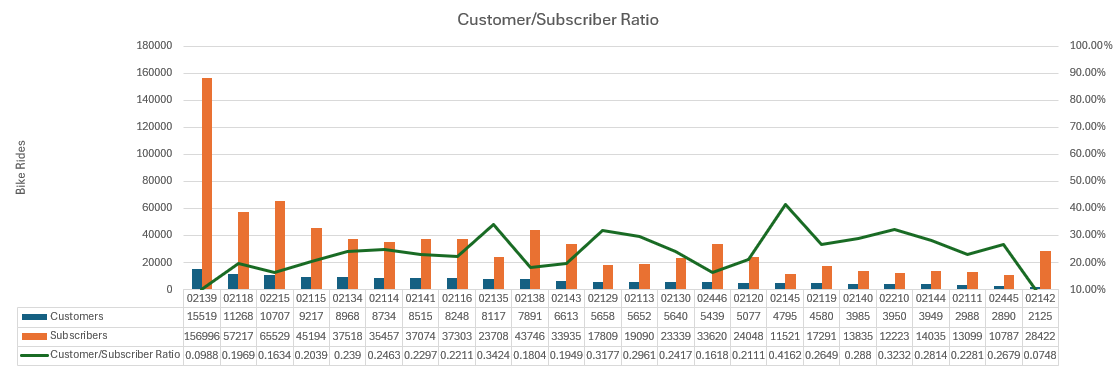 Customer/Subscriber Ratio
180000 100.00%
160000 90.00%
140000 80.00%
120000 70.00%
100000 60.00%
80000 50.00%
60000 40.00%
40000 30.00%
20000 20.00%
0 10.00%
Bike Rides
02139 02118 02215 02115 02134 02114 02141 02116 02135 02138 02143 02129 02113 02130 02446 02120 02145 02119 02140 02210 02144 02111 02445 02142
Customers 15519 11268 10707 9217 8968 8734 8515 8248 8117 7891 6613 5658 5652 5640 5439 5077 4795 4580 3985 3950 3949 2988 2890 2125
Subscribers 156996 57217 65529 45194 37518 35457 37074 37303 23708 43746 33935 17809 19090 23339 33620 24048 11521 17291 13835 12223 14035 13099 10787 28422
Customer/Subscriber Ratio 0.0988 0.1969 0.1634 0.2039 0.239 0.2463 0.2297 0.2211 0.3424 0.1804 0.1949 0.3177 0.2961 0.2417 0.1618 0.2111 0.4162 0.2649 0.288 0.3232 0.2814 0.2281 0.2679 0.0748